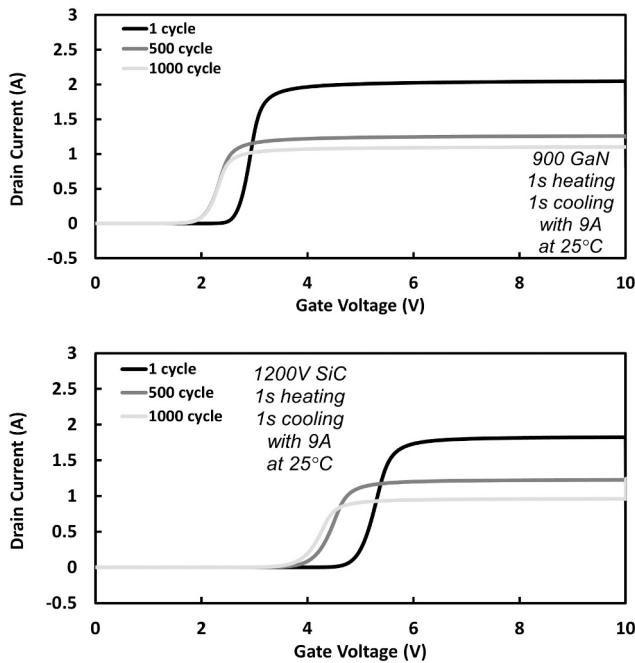 3
2.5
2
1.5
1
0.5
0
-0.5
Drain Current (A)
1 cycle
500 cycle
1000 cycle
900 GaN
1s heating
1s cooling
with 9A
at 25°C
0 2 4 6 8 10
Gate Voltage (V)
3
2.5
2
1.5
1
0.5
0
-0.5
Drain Current (A)
1 cycle
500 cycle
1000 cycle
1200V SiC
1s heating
1s cooling
with 9A
at 25°C
0 2 4 6 8 10
Gate Voltage (V)